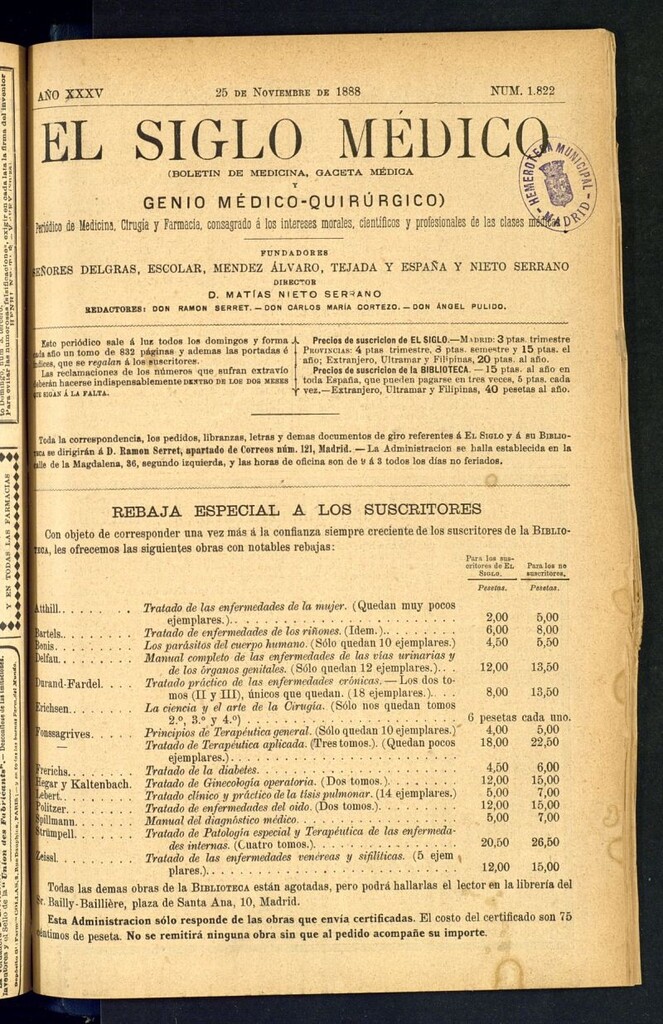 AÑO XXXV 25 DE NOVIEMBRE DE 1888 NUM. 1.822
EL SIGLO MÉDICO
(BOLETIN DE MEDICINA, GACETA MÉDICA
Y
GENIO MÉDICO-QUIRÚRGICO)
Periódico de Medicina, Cirugía y Farmacia, consagrado á los intereses morales, científicos y profesionales de las clases médicas
HEMEROTECA MUNICIPAL - MADRID -
FUNDADORES
SEÑORES DELGRAS, ESCOLAR, MENDEZ ÁLVARO, TEJADA Y ESPAÑA Y NIETO SERRANO
DIRECTOR
D. MATÍAS NIETO SERRANO
REDACTORES: DON RAMON SERRET. — DON CARLOS MARÍA CORTEZO. — DON ÁNGEL PULIDO.
Este periódico sale á luz todos los domingos y forma
cada año un tomo de 832 páginas y ademas las portadas é
índices, que se regalan á los suscritores.
Las reclamaciones de los números que sufran extravío
deberán hacerse indispensablemente DENTRO DE LOS DOS MESES
QUE SIGAN Á LA FALTA.
Precios de suscricion de EL SIGLO.—MADRID: 3 ptas. trimestre
PROVINCIAS: 4 ptas trimestre, 8 ptas. semestre y 15 ptas. el
año; Extranjero, Ultramar y Filipinas, 20 ptas. al año.
Precios de suscricion de la BIBLIOTECA. — 15 ptas. al año en
toda España, que pueden pagarse en tres veces, 5 ptas. cada
vez.—Extranjero, Ultramar y Filipinas, 40 pesetas al año.
Toda la correspondencia, los pedidos, libranzas, letras y demas documentos de giro referentes á EL SIGLO y á su BIBLIO-
TECA se dirigirán á D. Ramon Serret, apartado de Correos núm. 121, Madrid. — La Administracion se halla establecida en la
calle de la Magdalena, 36, segundo izquierda, y las horas de oficina son de 9 á 3 todos los dias no feriados.
REBAJA ESPECIAL A LOS SUSCRITORES
Con objeto de corresponder una vez más á la confianza siempre creciente de los suscritores de la BIBLIO-
TECA, les ofrecemos las siguientes obras con notables rebajas:
Para los sus-
critores de EL
SIGLO. Para los no
suscritores.
Pesetas. Pesetas.
Atthill. . . . . . . . Tratado de las enfermedades de la mujer. (Quedan muy pocos
ejemplares.). . . . . . . . . 2,00 5,00
Bartels. . . . . . . . Tratado de enfermedades de los riñones. (Idem.). . . . . . . 6,00 8,00
Bonis. . . . . . . . Los parásitos del cuerpo humano. (Sólo quedan 10 ejemplares.) 4,50 5,50
Delfau. . . . . . . . Manual completo de las enfermedades de las vías urinarias y
de los órganos genitales. (Sólo quedan 12 ejemplares.). . . 12,00 13,50
Durand-Fardel. . . . Tratado práctico de las enfermedades crónicas. — Los dos to-
mos (II y III), únicos que quedan. (18 ejemplares.). . . 8,00 13,50
Erichsen. . . . . . . La ciencia y el arte de la Cirugía. (Sólo nos quedan tomos
2.º, 3.º y 4.º) . . . . . . . . . 6 pesetas cada uno.
Fonssagrives. . . . . Principios de Terapéutica general. (Sólo quedan 10 ejemplares) 4,00 5,00
— Tratado de Terapéutica aplicada. (Tres tomos.). (Quedan pocos 18,00 22,50
ejemplares.). . . . . . . . .
Frerichs. . . . . . . Tratado de la diabetes. . . . . . . . . 4,50 6,00
Hegar y Kaltenbach. Tratado de Ginecología operatoria. (Dos tomos.). . . . . . . 12,00 15,00
Lebert. . . . . . . . Tratado clínico y práctico de la tisis pulmonar. (14 ejemplares.) 5,00 7,00
Politzer. . . . . . . Tratado de enfermedades del oido. (Dos tomos.). . . . . . . 12,00 15,00
Spillmann. . . . . . Manual del diagnóstico médico. . . . . . . . . 5,00 7,00
Strümpell. . . . . . Tratado de Patología especial y Terapéutica de las enfermeda-
des internas. (Cuatro tomos.). . . . . . . . . 20,50 26,50
Zeissl. . . . . . . . Tratado de las enfermedades venéreas y sifilíticas. (5 ejem
plares.). . . . . . . . . 12,00 15,00
Todas las demas obras de la BIBLIOTECA están agotadas, pero podrá hallarlas el lector en la librería del
Sr. Bailly-Baillière, plaza de Santa Ana, 10, Madrid.
Esta Administracion sólo responde de las obras que envía certificadas. El costo del certificado son 75
céntimos de peseta. No se remitirá ninguna obra sin que al pedido acompañe su importe.
Y EN TODAS LAS FARMACIAS